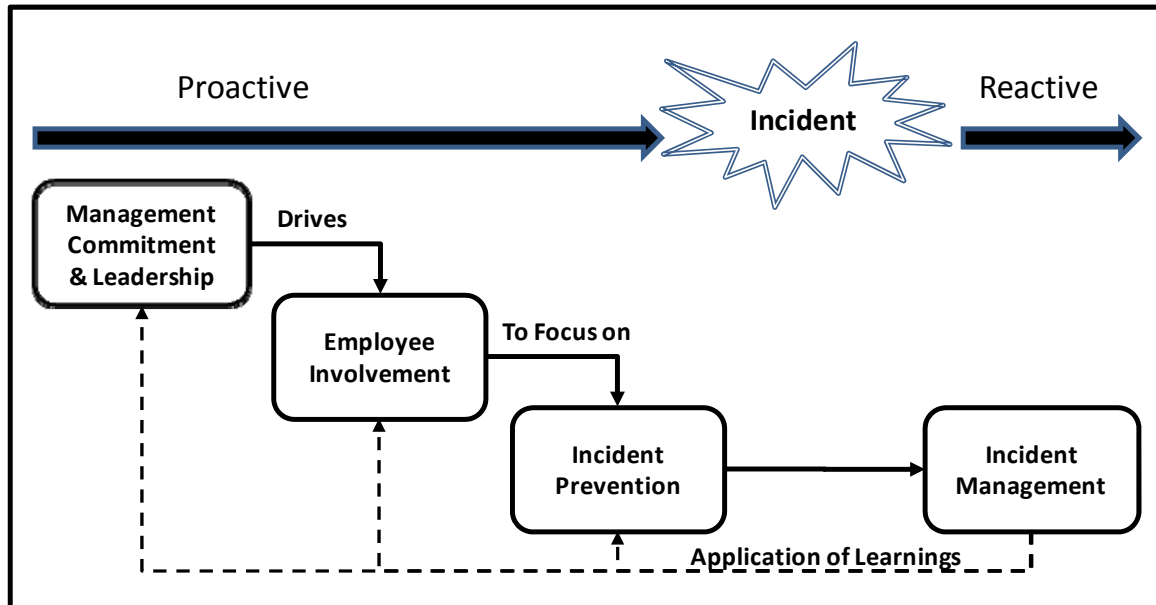 Proactive
Incident
Reactive
Management
Commitment
& Leadership
Drives
Employee
Involvement
To Focus on
Incident
Prevention
Incident
Management
Application of Learnings